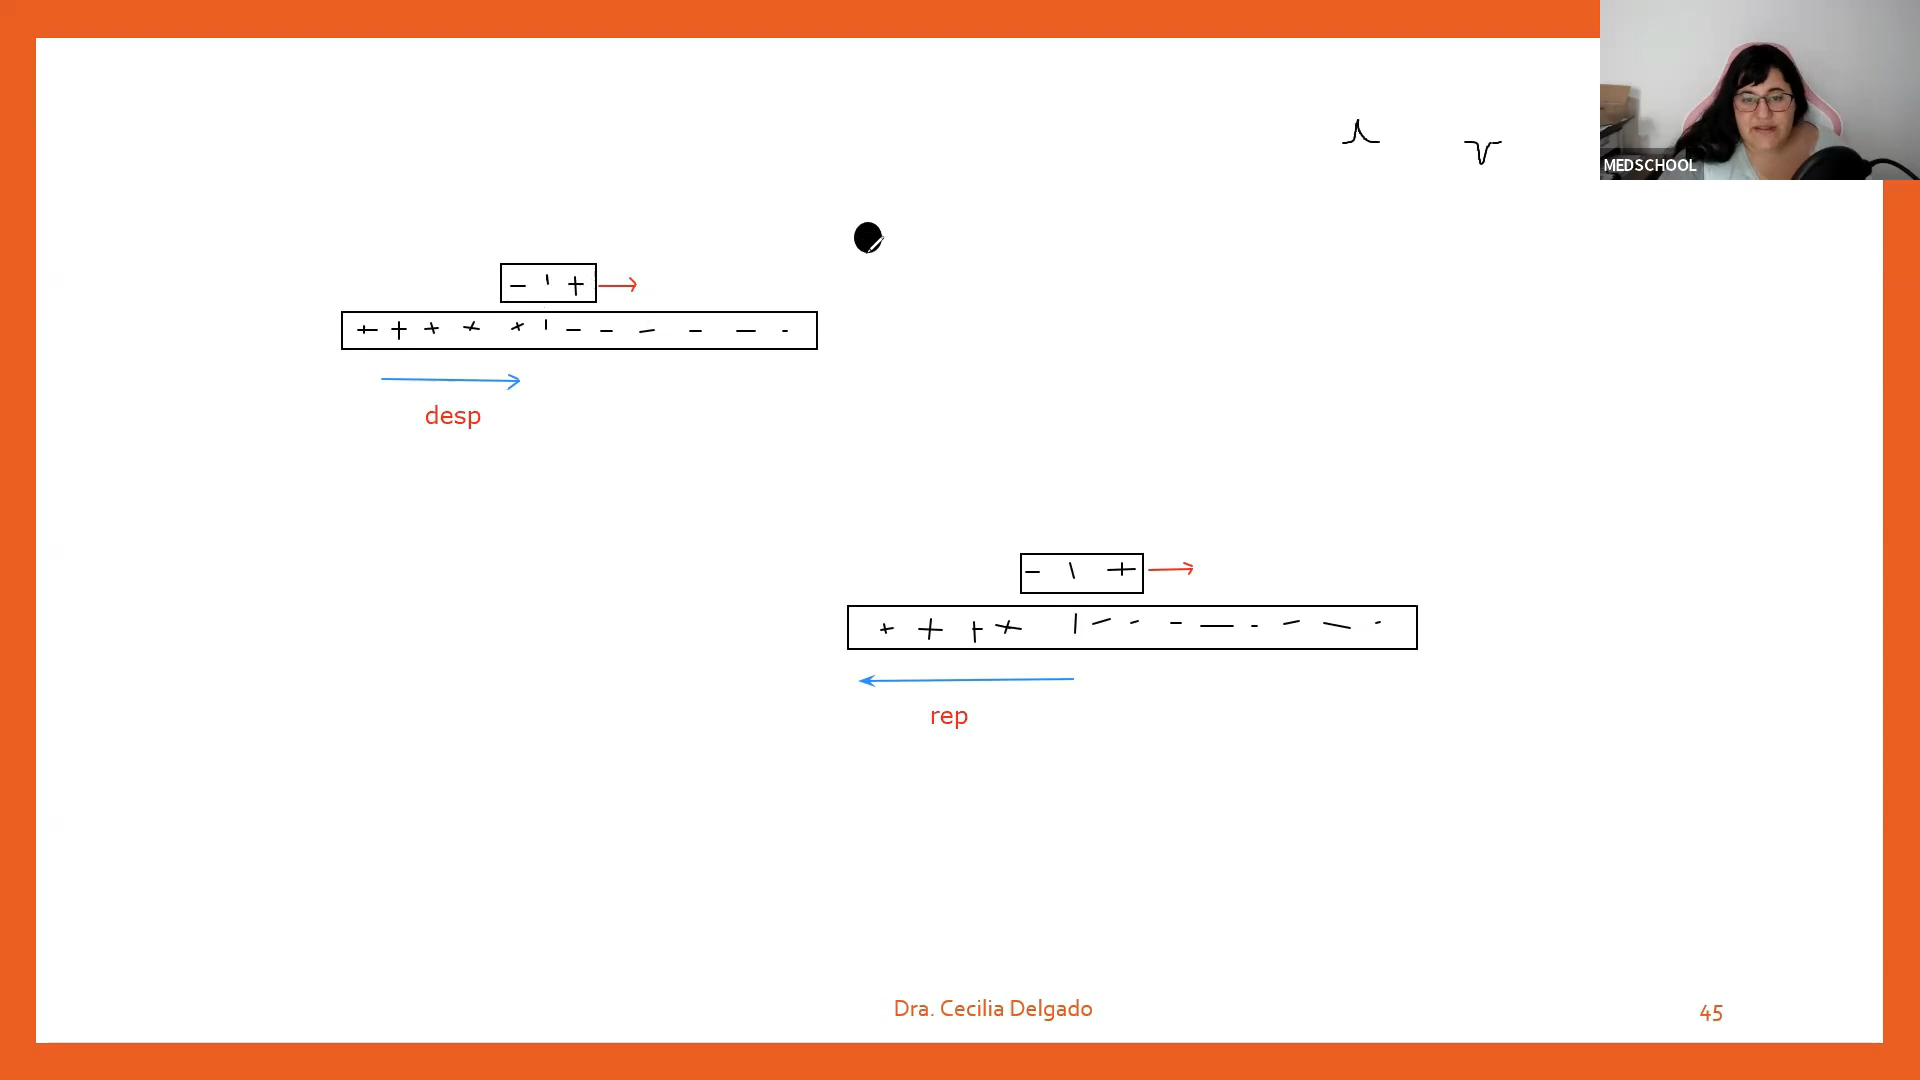 MEDSCHOOL
- ' +
+ + + + + ' - - - - - -
desp
- \ +
+ + + + | - - - - - - - -
rep
Dra. Cecilia Delgado
45